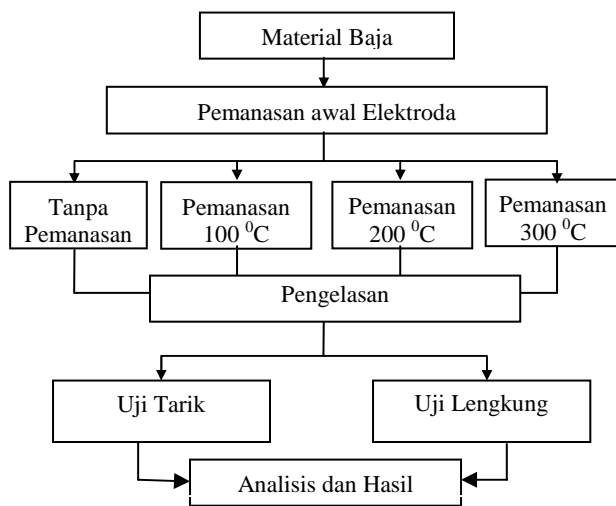 Material Baja
Pemanasan awal Elektroda
Tanpa
Pemanasan
Pemanasan
100 ⁰C
Pemanasan
200 ⁰C
Pemanasan
300 ⁰C
Pengelasan
Uji Tarik
Uji Lengkung
Analisis dan Hasil